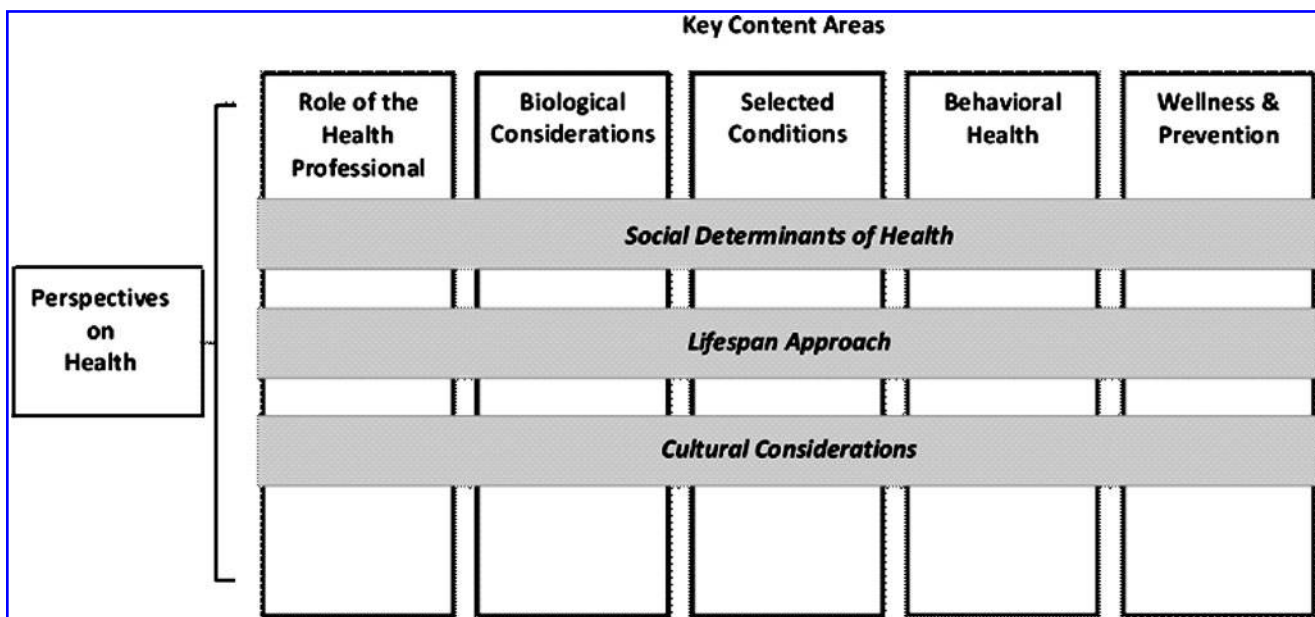 Key Content Areas
Role of the
Health
Professional
Biological
Considerations
Selected
Conditions
Behavioral
Health
Wellness &
Prevention
Social Determinants of Health
Perspectives
on
Health
Lifespan Approach
Cultural Considerations